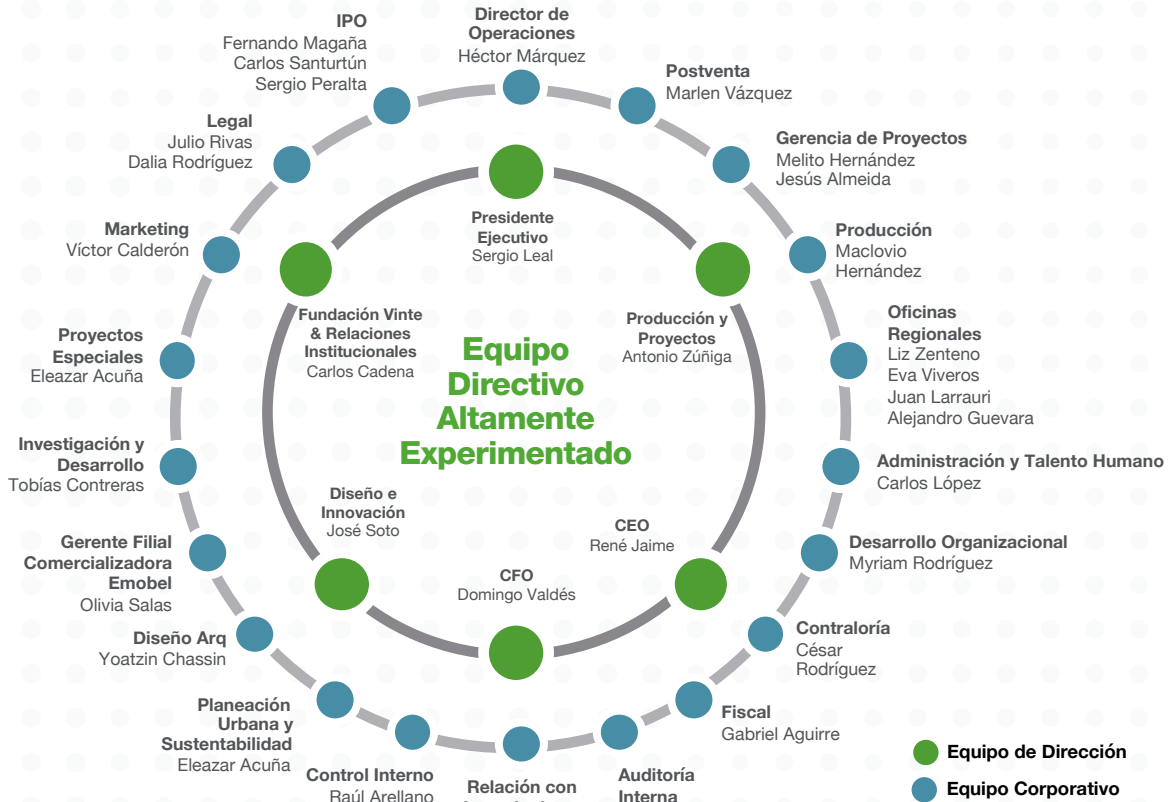 IPO
Fernando Magaña
Carlos Santurtún
Sergio Peralta
Director de
Operaciones
Héctor Márquez
Postventa
Marlen Vázquez
Legal
Julio Rivas
Dalia Rodríguez
Gerencia de Proyectos
Melito Hernández
Jesús Almeida
Marketing
Víctor Calderón
Presidente
Ejecutivo
Sergio Leal
Producción
Maclovio
Hernández
Fundación Vinte
& Relaciones
Institucionales
Carlos Cadena
Producción y
Proyectos
Antonio Zúñiga
Proyectos
Especiales
Eleazar Acuña
Equipo
Directivo
Altamente
Experimentado
Oficinas
Regionales
Liz Zenteno
Eva Viveros
Juan Larrauri
Alejandro Guevara
Investigación y
Desarrollo
Tobías Contreras
Administración y Talento Humano
Carlos López
Diseño e
Innovación
José Soto
CEO
René Jaime
Gerente Filial
Comercializadora
Emobel
Olivia Salas
CFO
Domingo Valdés
Desarrollo Organizacional
Myriam Rodríguez
Diseño Arq
Yoatzin Chassin
Contraloría
César
Rodríguez
Planeación
Urbana y
Sustentabilidad
Eleazar Acuña
Fiscal
Gabriel Aguirre
Control Interno
Raúl Arellano
Relación con
Auditoría
Interna
Equipo de Dirección
Equipo Corporativo